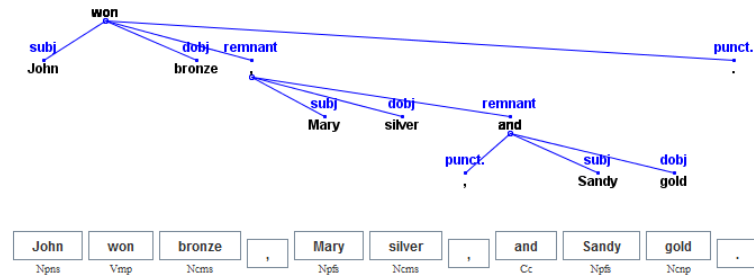 won
subj dobj remnant punct.
John bronze , .
subj dobj remnant
Mary silver and
punct. subj dobj
, Sandy gold
John won bronze , Mary silver , and Sandy gold .
Npns Vmp Ncms Npfs Ncms Cc Npfs Ncnp